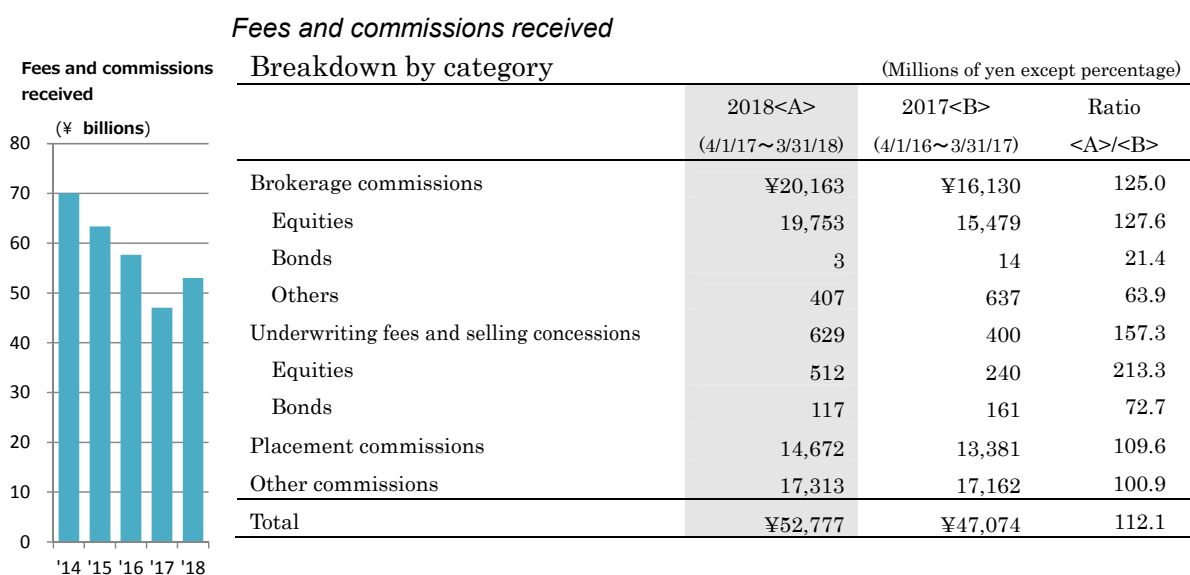 Fees and commissions received
Fees and commissions
received
(¥ billions)
80
70
60
50
40
30
20
10
0
'14 '15 '16 '17 '18
Breakdown by category (Millions of yen except percentage)
2018<A> 2017<B> Ratio
(4/1/17～3/31/18) (4/1/16～3/31/17) <A>/<B>
Brokerage commissions ¥20,163 ¥16,130 125.0
Equities 19,753 15,479 127.6
Bonds 3 14 21.4
Others 407 637 63.9
Underwriting fees and selling concessions 629 400 157.3
Equities 512 240 213.3
Bonds 117 161 72.7
Placement commissions 14,672 13,381 109.6
Other commissions 17,313 17,162 100.9
Total ¥52,777 ¥47,074 112.1